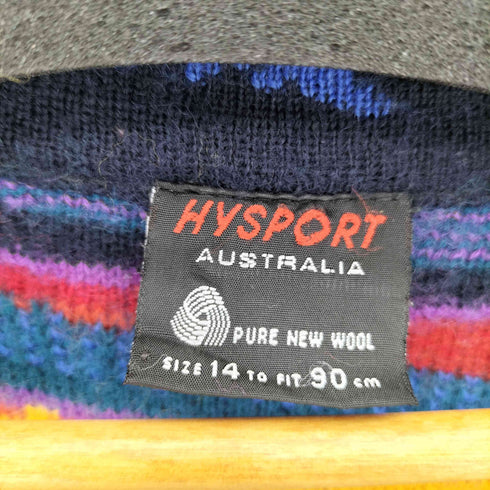 HYSPORT
AUSTRALIA
PURE NEW WOOL
SIZE 14 TO FIT 90 cm